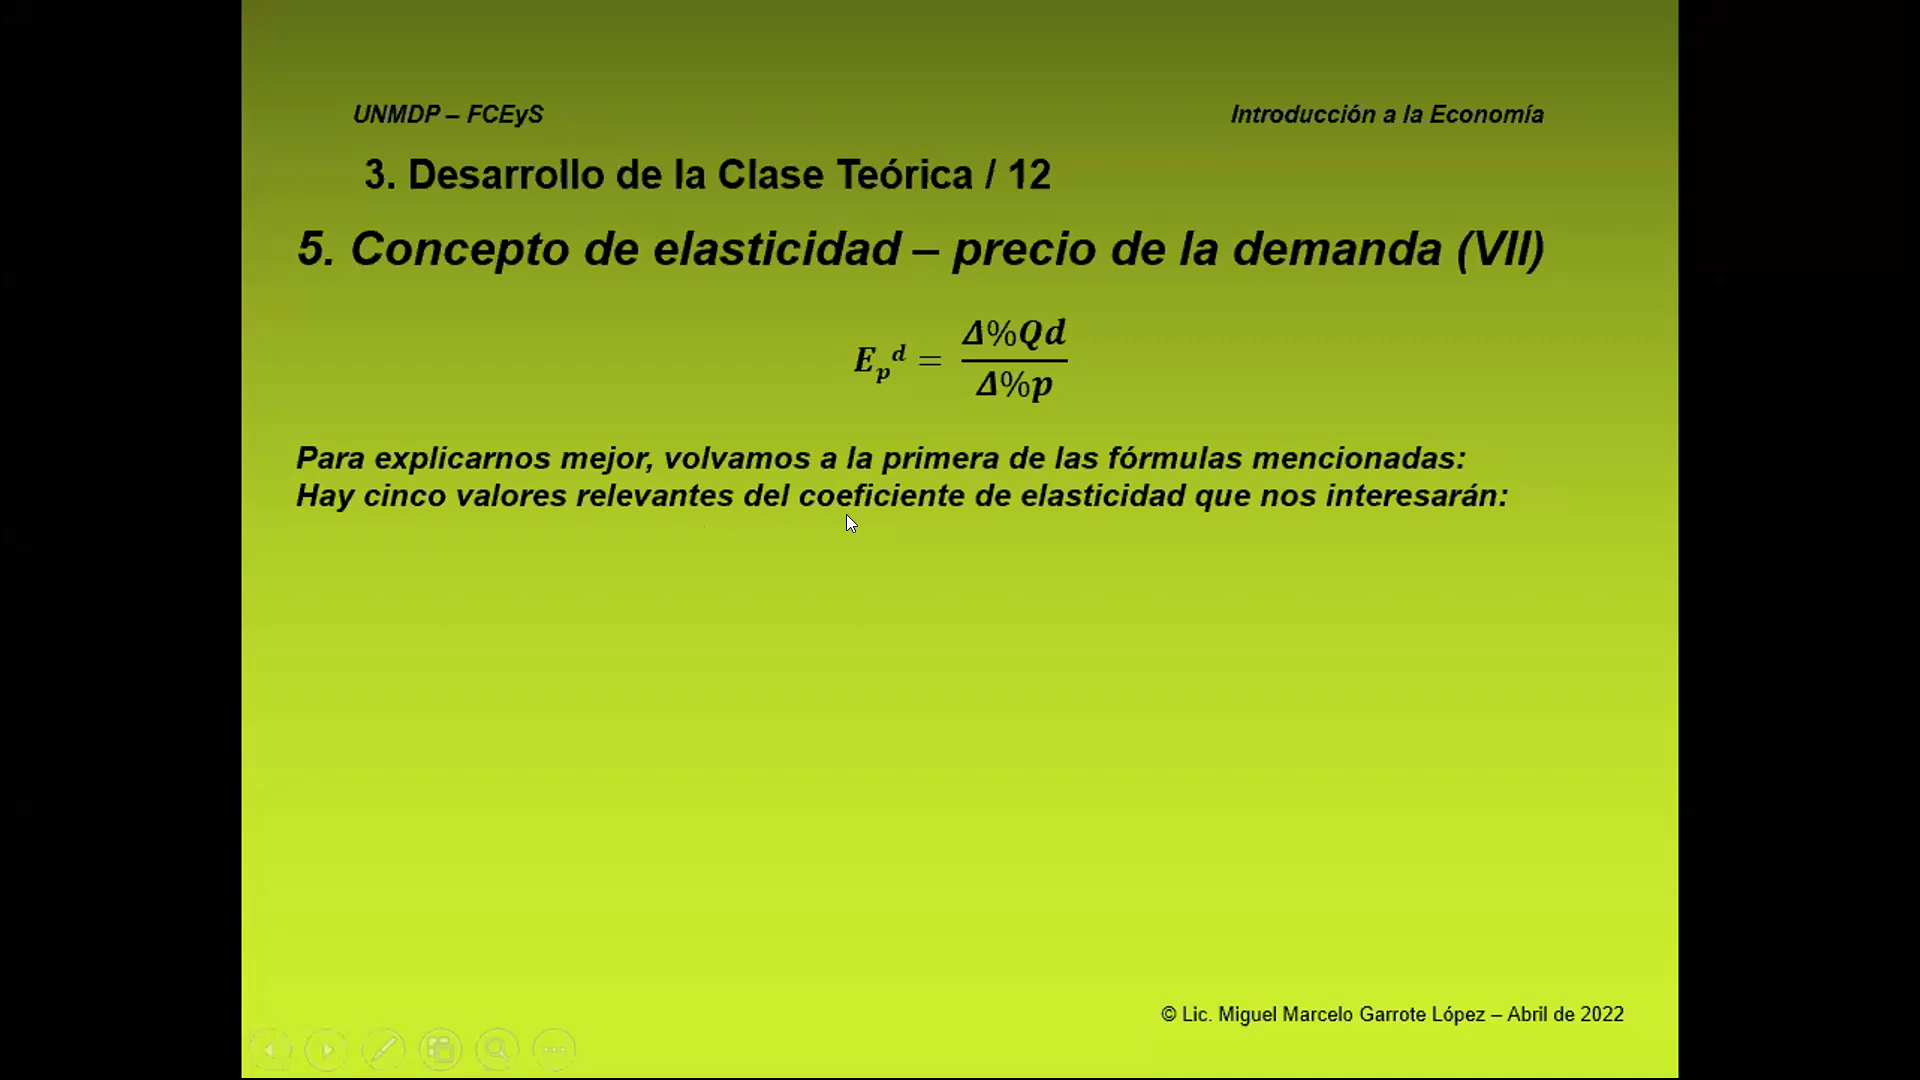 UNMDP – FCEyS
Introducción a la Economía
3. Desarrollo de la Clase Teórica / 12
5. Concepto de elasticidad – precio de la demanda (VII)
E_p^d = Δ%Qd / Δ%p
Para explicarnos mejor, volvamos a la primera de las fórmulas mencionadas:
Hay cinco valores relevantes del coeficiente de elasticidad que nos interesarán:
© Lic. Miguel Marcelo Garrote López – Abril de 2022